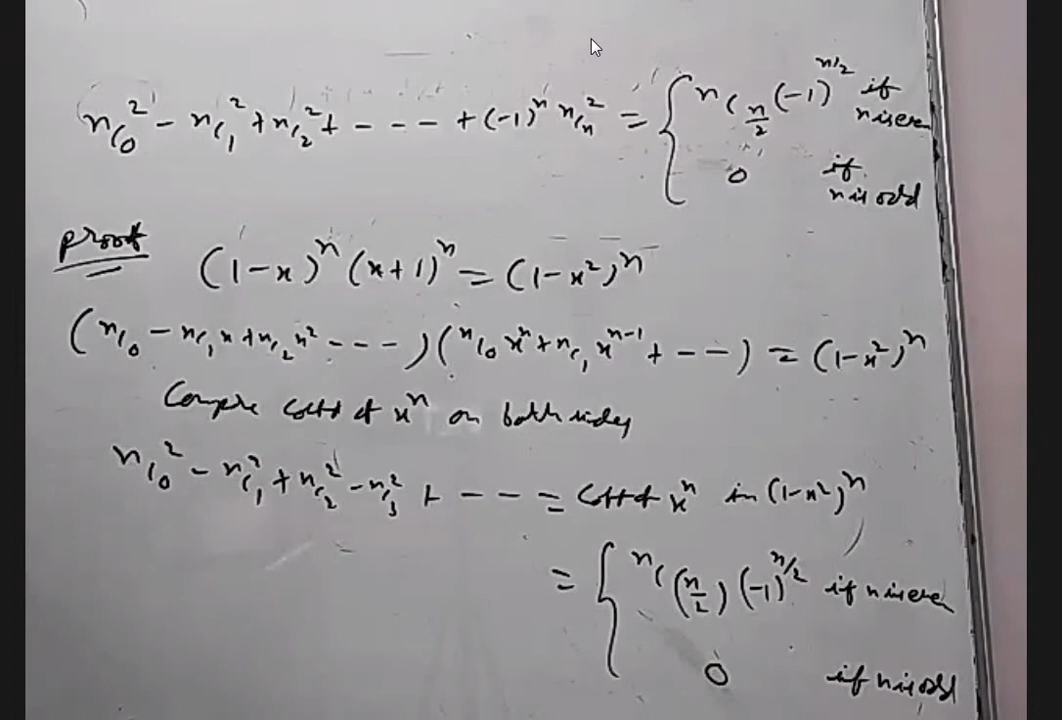 nC₀² - nC₁² + nC₂² + - - - - + (-1)ⁿ nCₙ² = { nC n/2 (-1)^n/2 if n is even
0 if n is odd
proof (1-x)ⁿ (x+1)ⁿ = (1-x²)ⁿ
(nC₀ - nC₁x + nC₂x² - - - -) (ⁿC₀ xⁿ + nC₁ xⁿ⁻¹ + - - -) = (1-x²)ⁿ
Compare coeff of xⁿ on both sides
nC₀² - nC₁² + nC₂² - nC₃² + - - - = Coeff of xⁿ in (1-x²)ⁿ
= { ⁿC(n/2) (-1)^n/2 if n is even
0 if n is odd